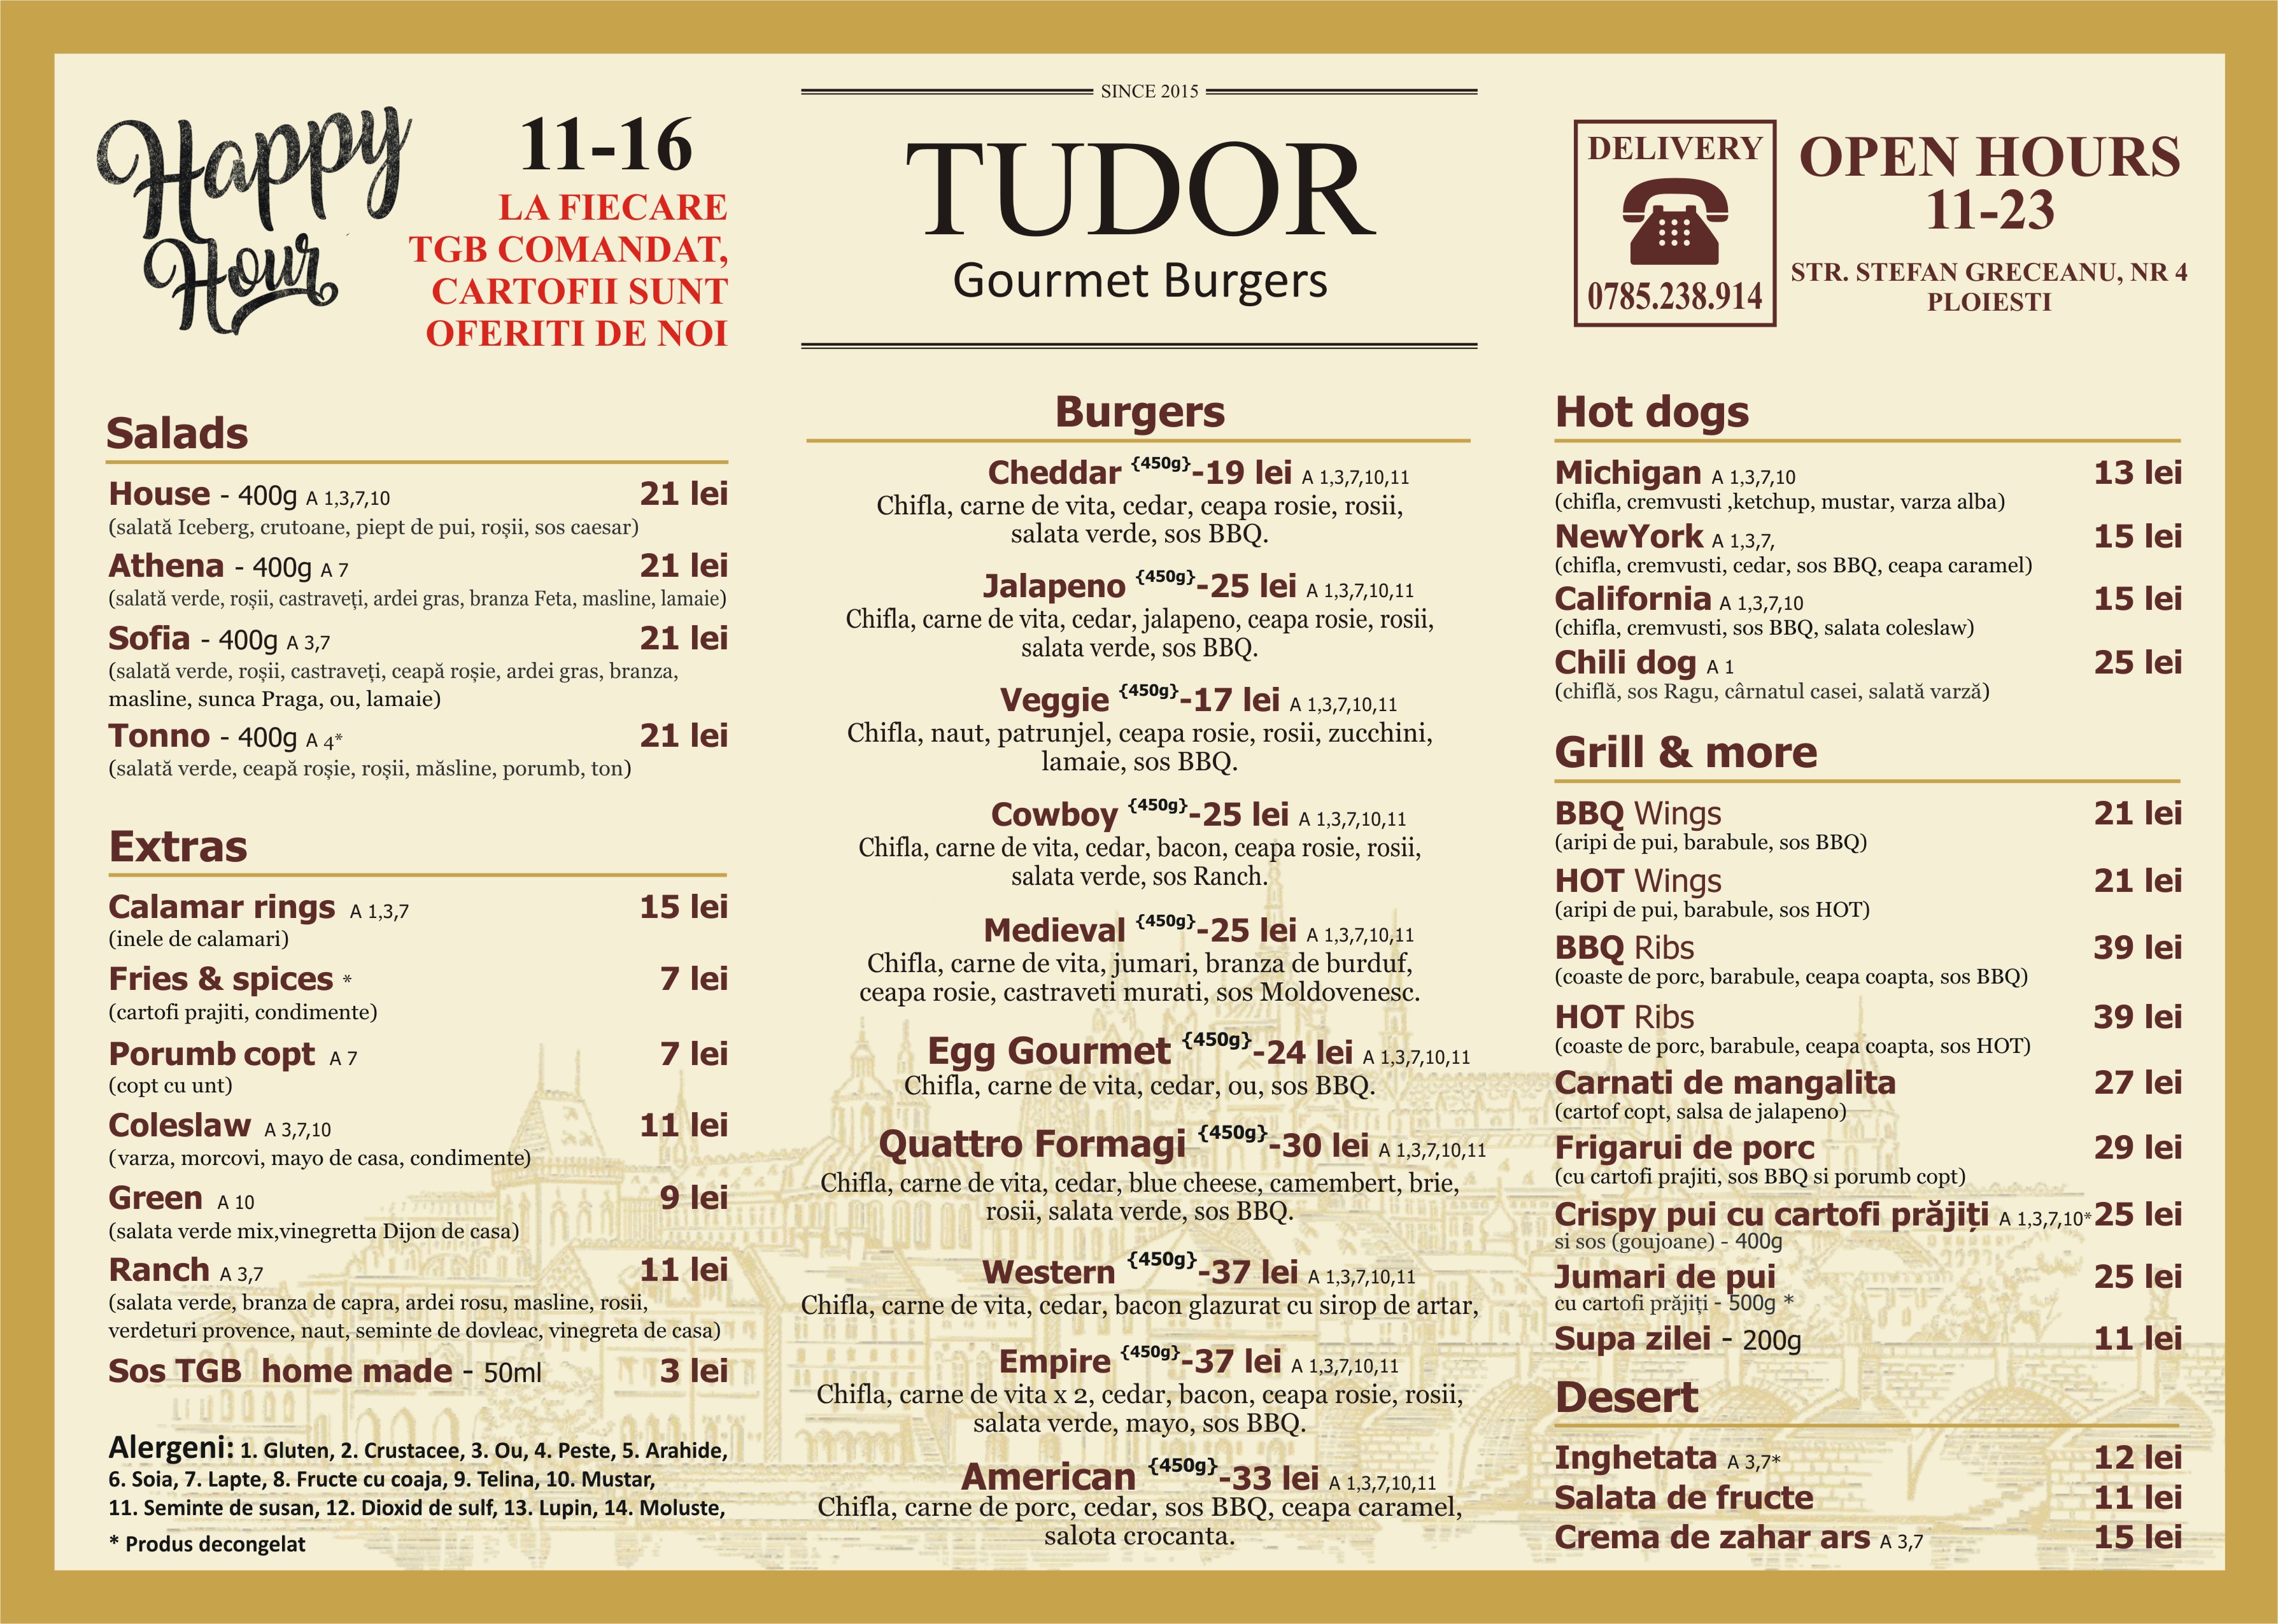 Happy
Hour
11-16
LA FIECARE
TGB COMANDAT,
CARTOFII SUNT
OFERITI DE NOI
SINCE 2015
TUDOR
Gourmet Burgers
DELIVERY
0785.238.914
OPEN HOURS
11-23
STR. STEFAN GRECEANU, NR 4
PLOIESTI
Salads
House - 400g A 1,3,7,10 21 lei
(salată Iceberg, crutoane, piept de pui, roșii, sos caesar)
Athena - 400g A 7 21 lei
(salată verde, roșii, castraveți, ardei gras, branza Feta, masline, lamaie)
Sofia - 400g A 3,7 21 lei
(salată verde, roșii, castraveți, ceapă roșie, ardei gras, branza,
masline, sunca Praga, ou, lamaie)
Tonno - 400g A 4* 21 lei
(salată verde, ceapă roșie, roșii, măsline, porumb, ton)
Extras
Calamar rings A 1,3,7 15 lei
(inele de calamari)
Fries & spices * 7 lei
(cartofi prajiti, condimente)
Porumb copt A 7 7 lei
(copt cu unt)
Coleslaw A 3,7,10 11 lei
(varza, morcovi, mayo de casa, condimente)
Green A 10 9 lei
(salata verde mix,vinegretta Dijon de casa)
Ranch A 3,7 11 lei
(salata verde, branza de capra, ardei rosu, masline, rosii,
verdeturi provence, naut, seminte de dovleac, vinegreta de casa)
Sos TGB home made - 50ml 3 lei
Alergeni: 1. Gluten, 2. Crustacee, 3. Ou, 4. Peste, 5. Arahide,
6. Soia, 7. Lapte, 8. Fructe cu coaja, 9. Telina, 10. Mustar,
11. Seminte de susan, 12. Dioxid de sulf, 13. Lupin, 14. Moluste,
* Produs decongelat
Burgers
Cheddar {450g}-19 lei A 1,3,7,10,11
Chifla, carne de vita, cedar, ceapa rosie, rosii,
salata verde, sos BBQ.
Jalapeno {450g}-25 lei A 1,3,7,10,11
Chifla, carne de vita, cedar, jalapeno, ceapa rosie, rosii,
salata verde, sos BBQ.
Veggie {450g}-17 lei A 1,3,7,10,11
Chifla, naut, patrunjel, ceapa rosie, rosii, zucchini,
lamaie, sos BBQ.
Cowboy {450g}-25 lei A 1,3,7,10,11
Chifla, carne de vita, cedar, bacon, ceapa rosie, rosii,
salata verde, sos Ranch.
Medieval {450g}-25 lei A 1,3,7,10,11
Chifla, carne de vita, jumari, branza de burduf,
ceapa rosie, castraveti murati, sos Moldovenesc.
Egg Gourmet {450g}-24 lei A 1,3,7,10,11
Chifla, carne de vita, cedar, ou, sos BBQ.
Quattro Formagi {450g}-30 lei A 1,3,7,10,11
Chifla, carne de vita, cedar, blue cheese, camembert, brie,
rosii, salata verde, sos BBQ.
Western {450g}-37 lei A 1,3,7,10,11
Chifla, carne de vita, cedar, bacon glazurat cu sirop de artar,
Empire {450g}-37 lei A 1,3,7,10,11
Chifla, carne de vita x 2, cedar, bacon, ceapa rosie, rosii,
salata verde, mayo, sos BBQ.
American {450g}-33 lei A 1,3,7,10,11
Chifla, carne de porc, cedar, sos BBQ, ceapa caramel,
salota crocanta.
Hot dogs
Michigan A 1,3,7,10 13 lei
(chifla, cremvusti ,ketchup, mustar, varza alba)
NewYork A 1,3,7, 15 lei
(chifla, cremvusti, cedar, sos BBQ, ceapa caramel)
California A 1,3,7,10 15 lei
(chifla, cremvusti, sos BBQ, salata coleslaw)
Chili dog A 1 25 lei
(chiflă, sos Ragu, cârnatul casei, salată varză)
Grill & more
BBQ Wings 21 lei
(aripi de pui, barabule, sos BBQ)
HOT Wings 21 lei
(aripi de pui, barabule, sos HOT)
BBQ Ribs 39 lei
(coaste de porc, barabule, ceapa coapta, sos BBQ)
HOT Ribs 39 lei
(coaste de porc, barabule, ceapa coapta, sos HOT)
Carnati de mangalita 27 lei
(cartof copt, salsa de jalapeno)
Frigarui de porc 29 lei
(cu cartofi prajiti, sos BBQ si porumb copt)
Crispy pui cu cartofi prăjiți A 1,3,7,10* 25 lei
si sos (goujoane) - 400g
Jumari de pui 25 lei
cu cartofi prăjiți - 500g *
Supa zilei - 200g 11 lei
Desert
Inghetata A 3,7* 12 lei
Salata de fructe 11 lei
Crema de zahar ars A 3,7 15 lei